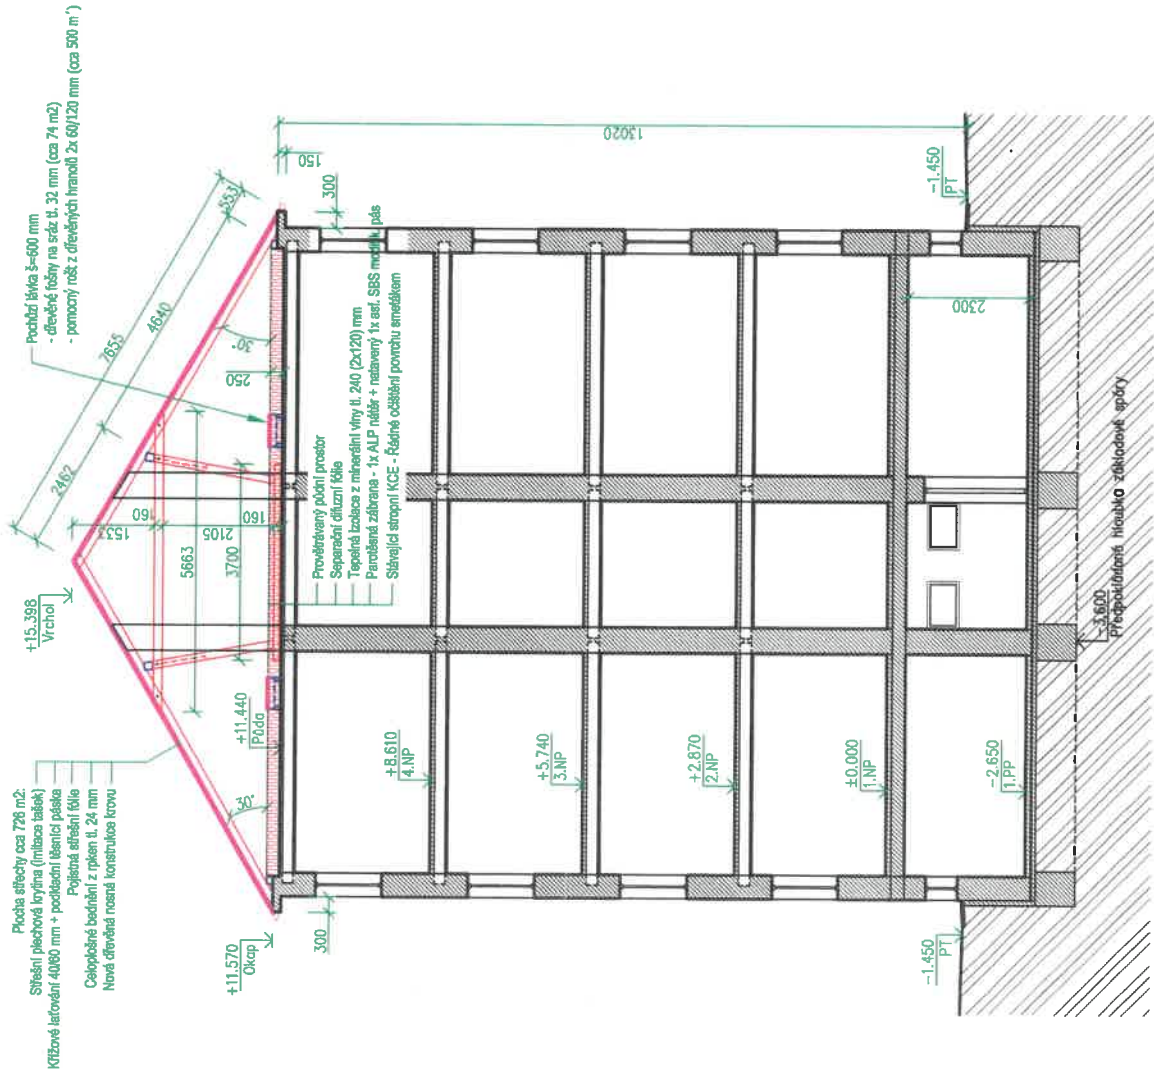 Plocha střechy cca 726 m2:
Střešní plechová krytina (imitace tašek)
Křížové laťování 40/60 mm + podkladní těsnící páska
Pojistná střešní fólie
Celoplošné bednění z rpken tl. 24 mm
Nová dřevěná nosná konstrukce krovu
Pochůzí lávka š=600 mm
- dřevěné fošny na sráz tl. 32 mm (cca 74 m2)
- pomocný rošt z dřevěných hranolů 2x 60/120 mm (cca 500 m´)
+15.398
Vrchol
7655
553
4640
2462
30°
30°
250
160
1533
2105
160
5663
3700
150
300
13020
-1.450
PT
Provětrávaný půdní prostor
Separační difuzní fólie
Tepelná izolace z minerální vlny tl. 240 (2x120) mm
Parotěsná zábrana - 1x ALP nátěr + natavený 1x asf. SBS modifik. pás
Stávající stropní KCE - Řádné očištění povrchu smetákem
+11.440
Půda
+11.570
Okap
300
+8.610
4.NP
+5.740
3.NP
+2.870
2.NP
±0.000
1.NP
-2.650
1.PP
2300
-1.450
PT
-3.600
Předpokládaná hloubka základové spáry